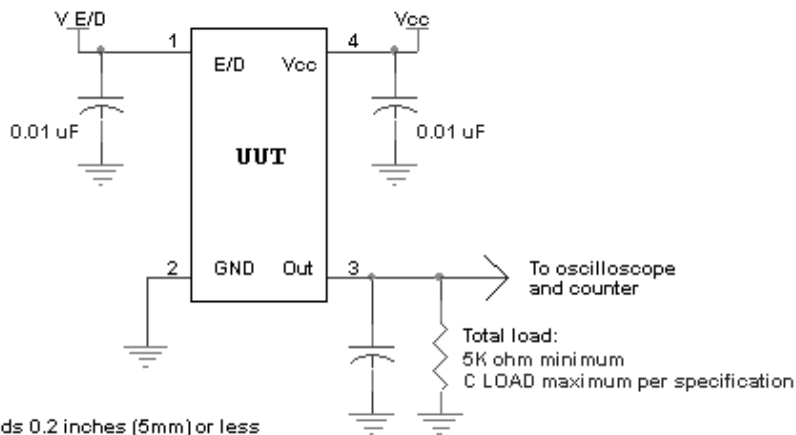 V E/D
Vcc
1
4
E/D
Vcc
0.01 uF
0.01 uF
UUT
2
GND
Out
3
To oscilloscope
and counter
Total load:
5K ohm minimum
C LOAD maximum per specification
ds 0.2 inches (5mm) or less